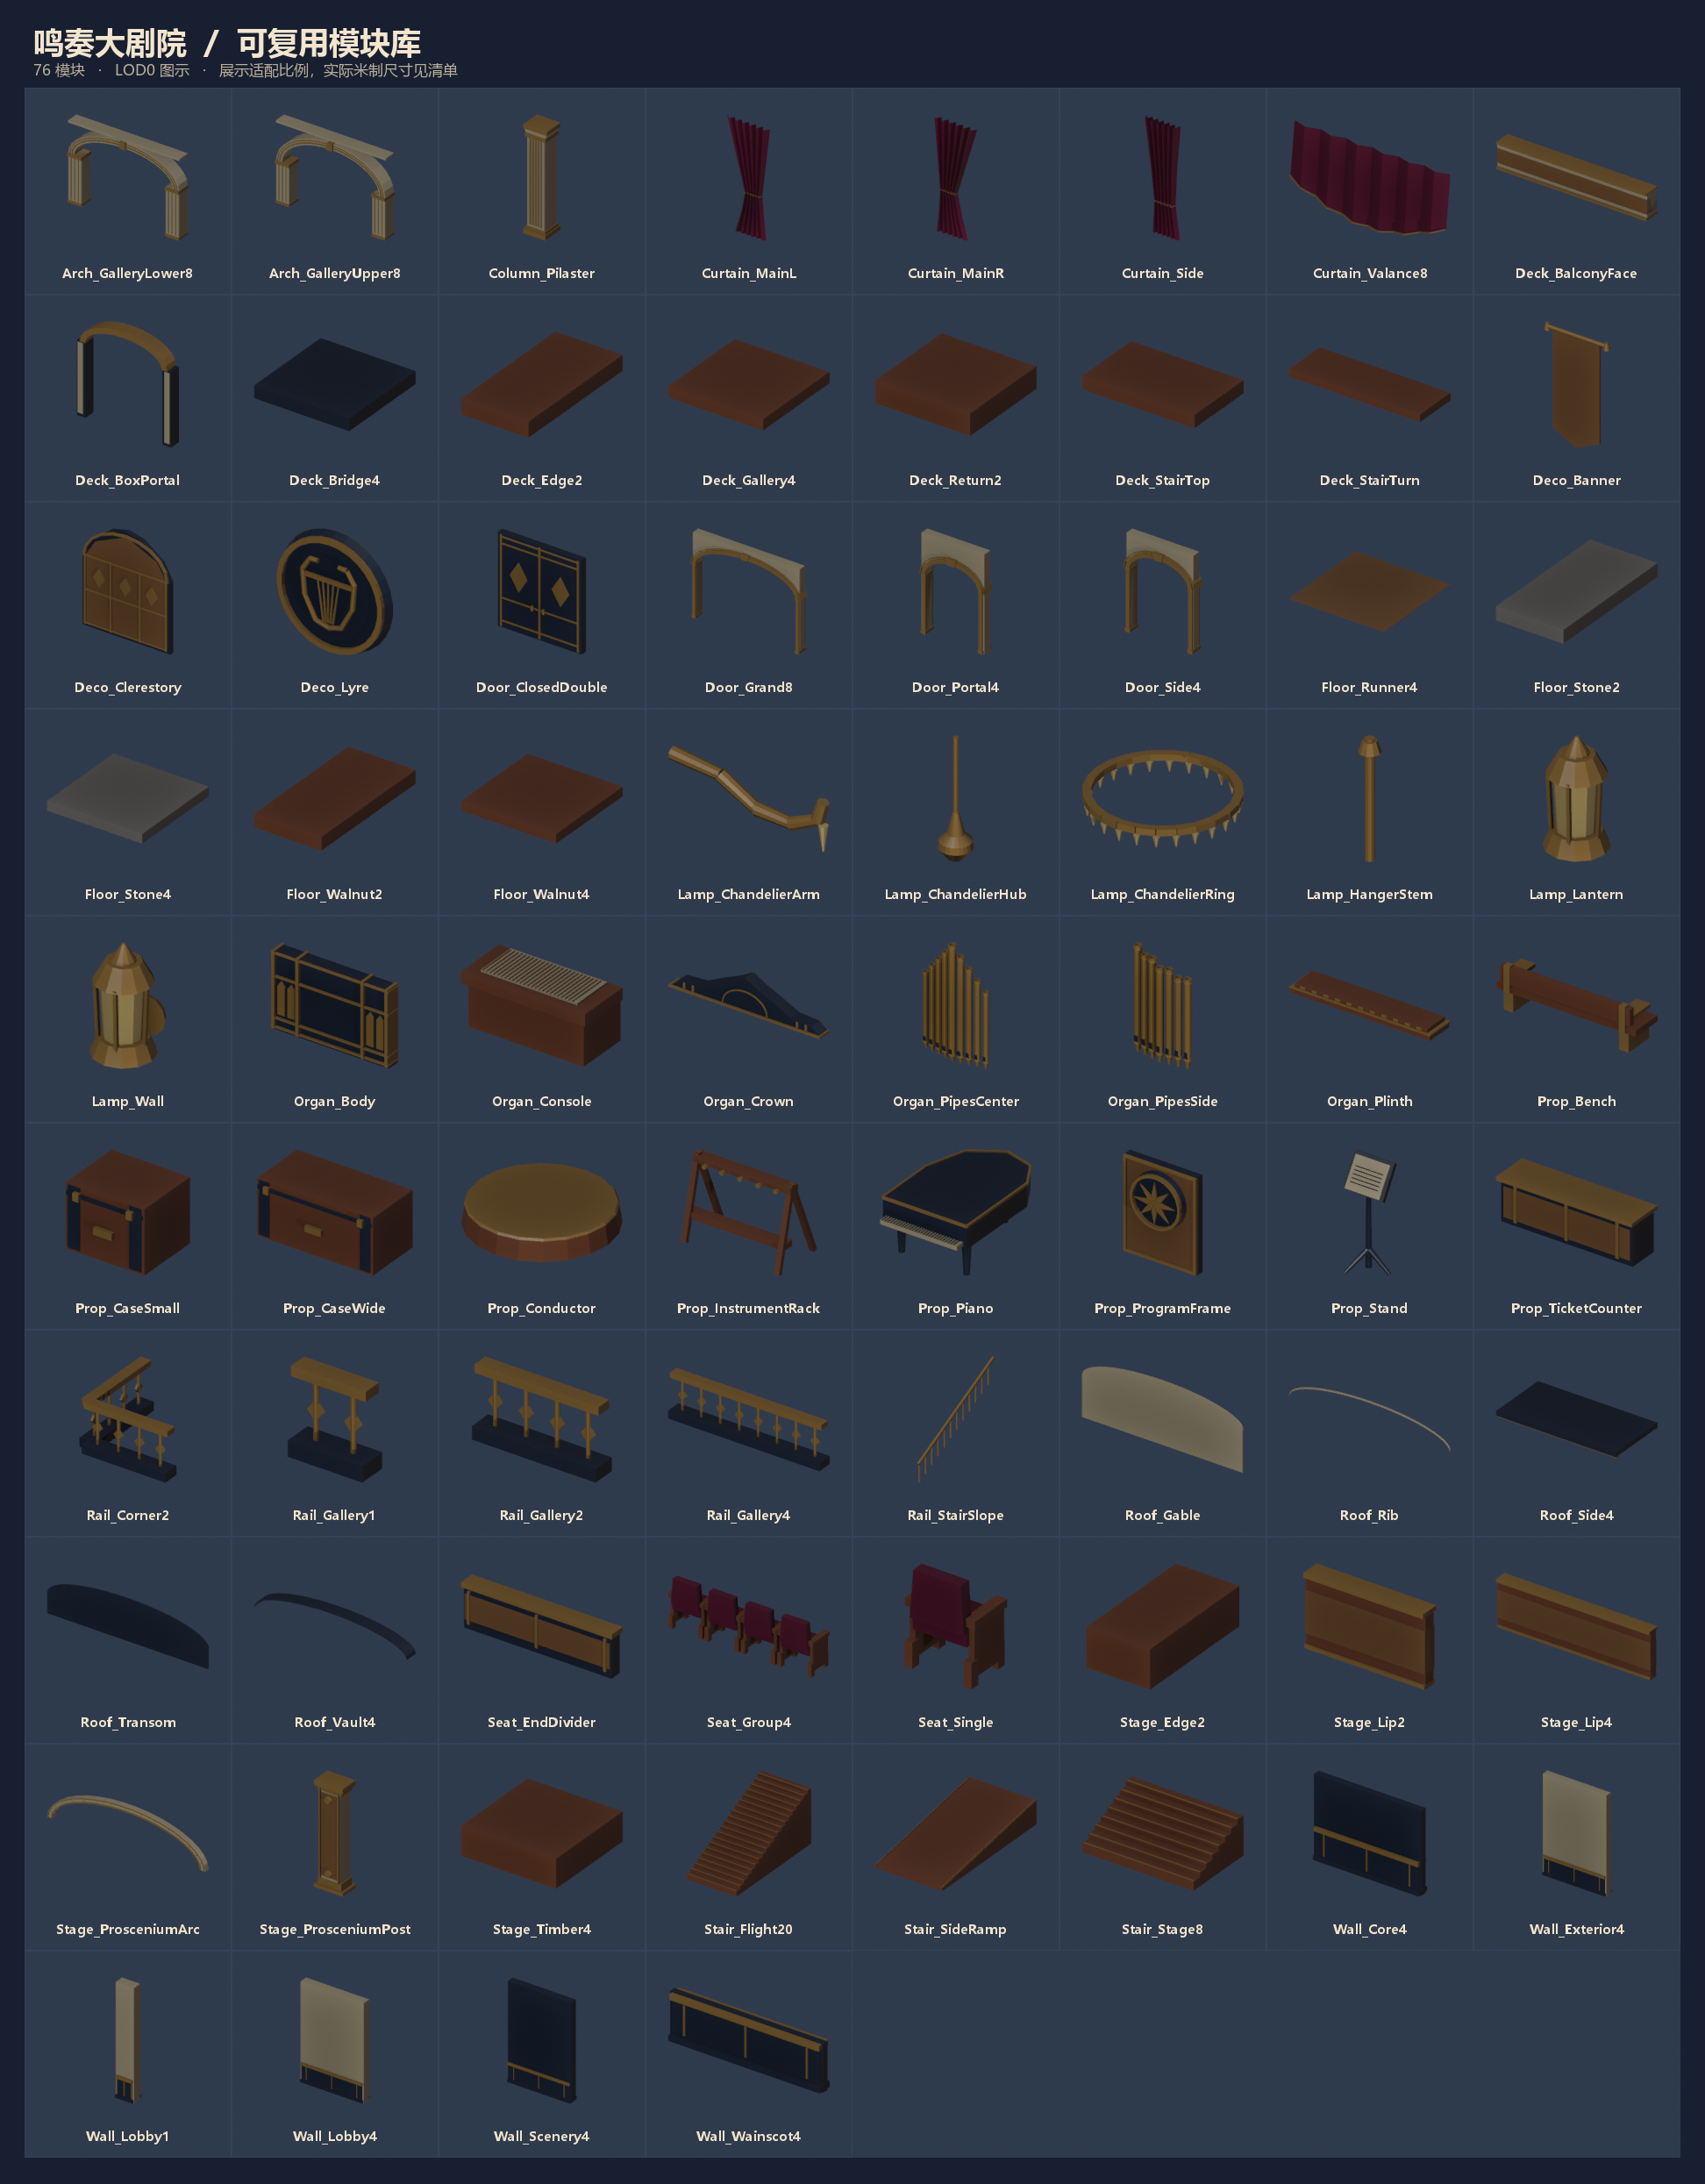 鸣奏大剧院 / 可复用模块库
76 模块 · LOD0 图示 · 展示适配比例，实际米制尺寸见清单
Arch_GalleryLower8 Arch_GalleryUpper8 Column_Pilaster Curtain_MainL Curtain_MainR Curtain_Side Curtain_Valance8 Deck_BalconyFace
Deck_BoxPortal Deck_Bridge4 Deck_Edge2 Deck_Gallery4 Deck_Return2 Deck_StairTop Deck_StairTurn Deco_Banner
Deco_Clerestory Deco_Lyre Door_ClosedDouble Door_Grand8 Door_Portal4 Door_Side4 Floor_Runner4 Floor_Stone2
Floor_Stone4 Floor_Walnut2 Floor_Walnut4 Lamp_ChandelierArm Lamp_ChandelierHub Lamp_ChandelierRing Lamp_HangerStem Lamp_Lantern
Lamp_Wall Organ_Body Organ_Console Organ_Crown Organ_PipesCenter Organ_PipesSide Organ_Plinth Prop_Bench
Prop_CaseSmall Prop_CaseWide Prop_Conductor Prop_InstrumentRack Prop_Piano Prop_ProgramFrame Prop_Stand Prop_TicketCounter
Rail_Corner2 Rail_Gallery1 Rail_Gallery2 Rail_Gallery4 Rail_StairSlope Roof_Gable Roof_Rib Roof_Side4
Roof_Transom Roof_Vault4 Seat_EndDivider Seat_Group4 Seat_Single Stage_Edge2 Stage_Lip2 Stage_Lip4
Stage_ProsceniumArc Stage_ProsceniumPost Stage_Timber4 Stair_Flight20 Stair_SideRamp Stair_Stage8 Wall_Core4 Wall_Exterior4
Wall_Lobby1 Wall_Lobby4 Wall_Scenery4 Wall_Wainscot4